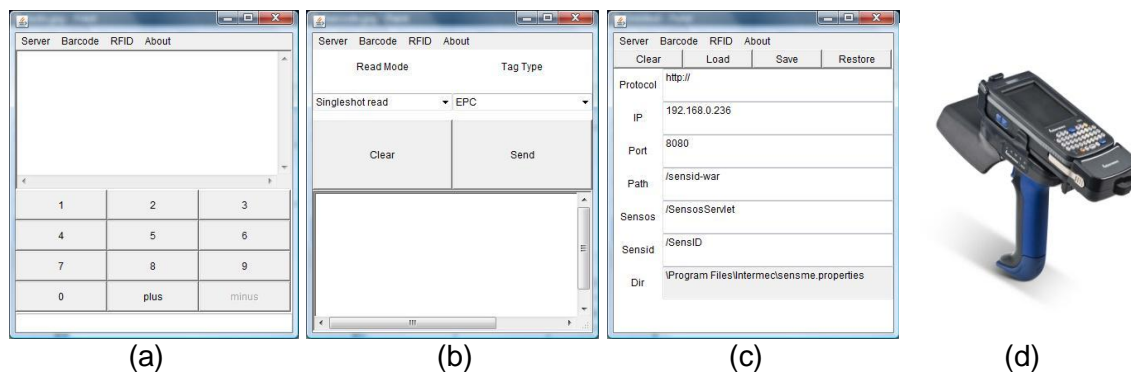 Server Barcode RFID About
1 2 3
4 5 6
7 8 9
0 plus minus
(a)
Server Barcode RFID About
Read Mode Tag Type
Singleshot read EPC
Clear Send
(b)
Server Barcode RFID About
Clear Load Save Restore
Protocol http://
IP 192.168.0.236
Port 8080
Path /sensid-war
Sensos /SensosServlet
Sensid /SensID
Dir \Program Files\Intermec\sensme.properties
(c)
(d)